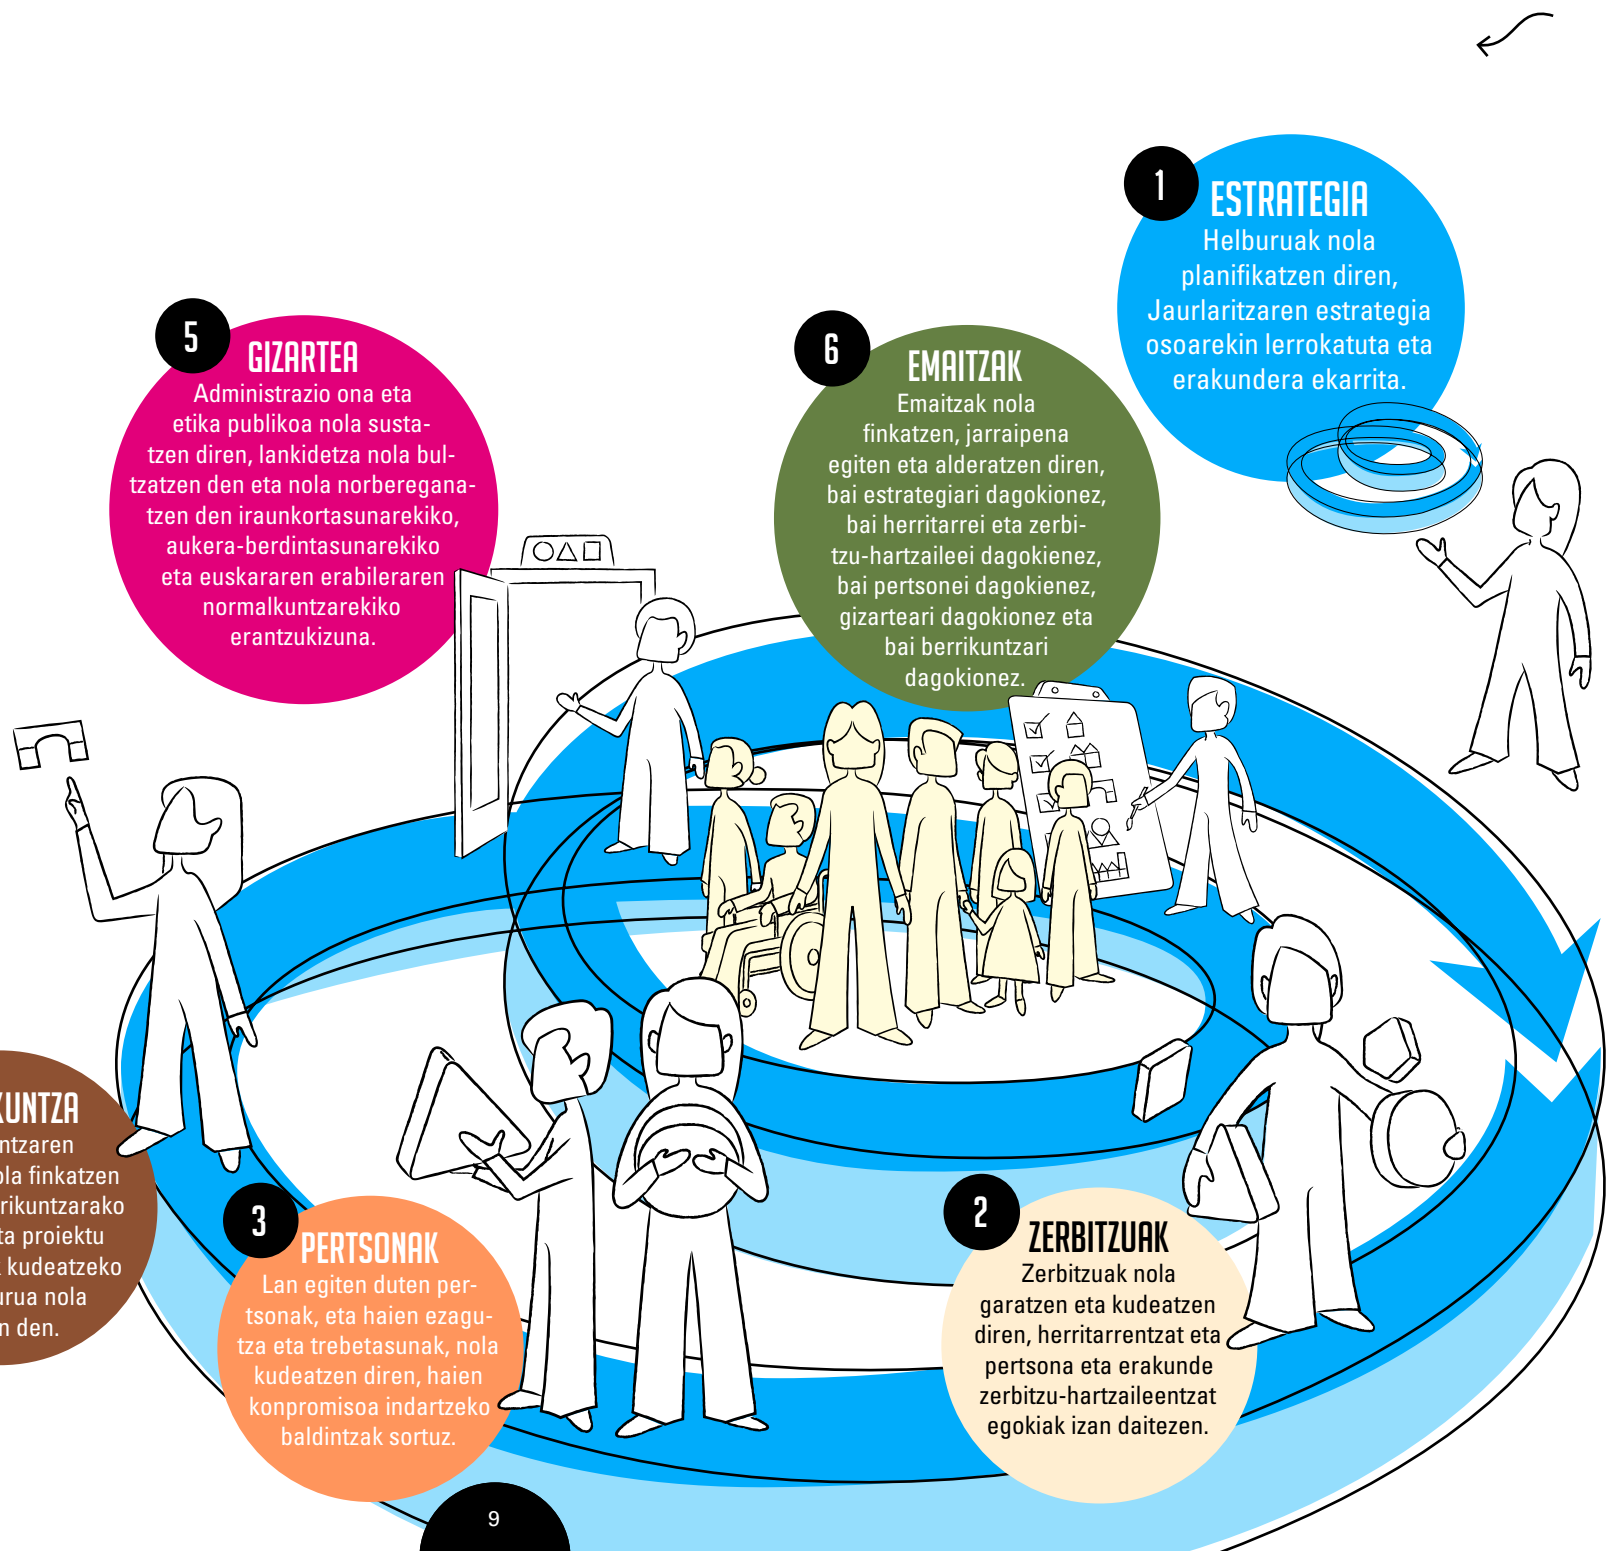 1
ESTRATEGIA
Helburuak nola
planifikatzen diren,
Jaurlaritzaren estrategia
osoarekin lerrokatuta eta
erakundera ekarrita.
5
GIZARTEA
Administrazio ona eta
etika publikoa nola susta-
tzen diren, lankidetza nola bul-
tzatzen den eta nola norberegana-
tzen den iraunkortasunarekiko,
aukera-berdintasunarekiko
eta euskararen erabileraren
normalkuntzarekiko
erantzukizuna.
6
EMAITZAK
Emaitzak nola
finkatzen, jarraipena
egiten eta alderatzen diren,
bai estrategiari dagokionez,
bai herritarrei eta zerbi-
tzu-hartzaileei dagokienez,
bai pertsonei dagokienez,
gizarteari dagokionez eta
bai berrikuntzari
dagokionez.
KUNTZA
ntzaren
ola finkatzen
rrikuntzarako
ta proiektu
kudeatzeko
urua nola
n den.
3
PERTSONAK
Lan egiten duten per-
tsonak, eta haien ezagu-
tza eta trebetasunak, nola
kudeatzen diren, haien
konpromisoa indartzeko
baldintzak sortuz.
2
ZERBITZUAK
Zerbitzuak nola
garatzen eta kudeatzen
diren, herritarrentzat eta
pertsona eta erakunde
zerbitzu-hartzaileentzat
egokiak izan daitezen.
9